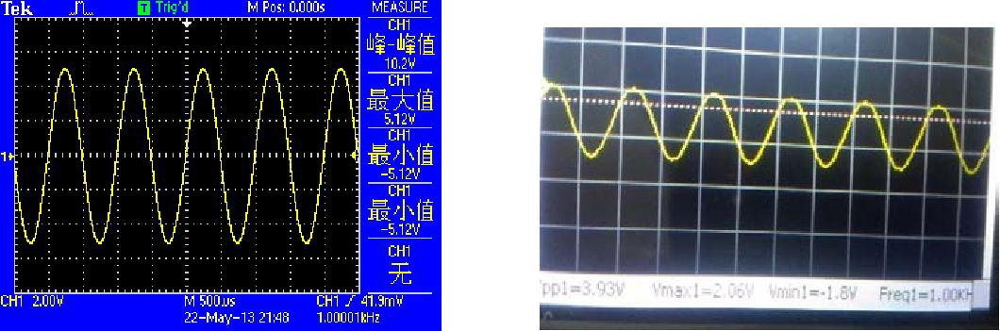 Tek T Trig'd M Pos: 0.000s MEASURE
CH1
峰-峰值
10.2V
CH1
最大值
5.12V
CH1
最小值
-5.12V
CH1
最小值
-5.12V
CH1
无
1
CH1 2.00V M 500us CH1 41.9mV
22-May-13 21:48 1.00001kHz
pp1=3.93V Vmax1=2.06V Vmin1=-1.8V Freq1=1.00KH